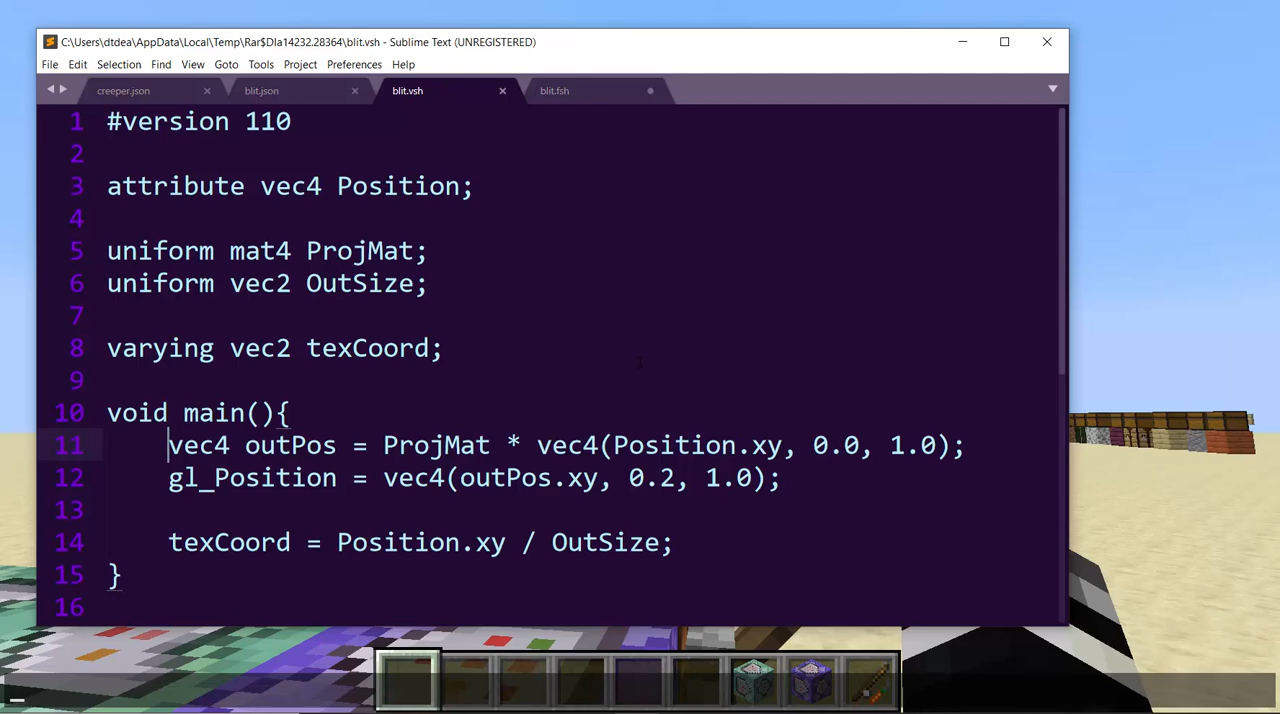 C:\Users\dtdea\AppData\Local\Temp\Rar$DIa14232.28364\blit.vsh - Sublime Text (UNREGISTERED)
File Edit Selection Find View Goto Tools Project Preferences Help
creeper.json blit.json blit.vsh blit.fsh
1 #version 110
2
3 attribute vec4 Position;
4
5 uniform mat4 ProjMat;
6 uniform vec2 OutSize;
7
8 varying vec2 texCoord;
9
10 void main(){
11 vec4 outPos = ProjMat * vec4(Position.xy, 0.0, 1.0);
12 gl_Position = vec4(outPos.xy, 0.2, 1.0);
13
14 texCoord = Position.xy / OutSize;
15 }
16